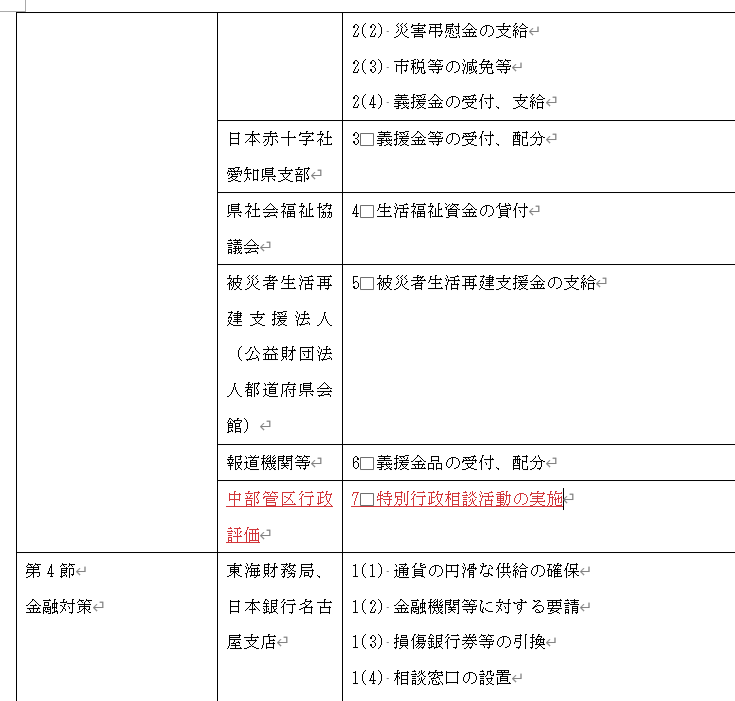 2(2) 災害弔慰金の支給
2(3) 市税等の減免等
2(4) 義援金の受付、支給
日本赤十字社
愛知県支部
3□義援金等の受付、配分
県社会福祉協
議会
4□生活福祉資金の貸付
被災者生活再
建支援法人
（公益財団法
人都道府県会
館）
5□被災者生活再建支援金の支給
報道機関等
6□義援金品の受付、配分
中部管区行政
評価
7□特別行政相談活動の実施
第4節
金融対策
東海財務局、
日本銀行名古
屋支店
1(1) 通貨の円滑な供給の確保
1(2) 金融機関等に対する要請
1(3) 損傷銀行券等の引換
1(4) 相談窓口の設置